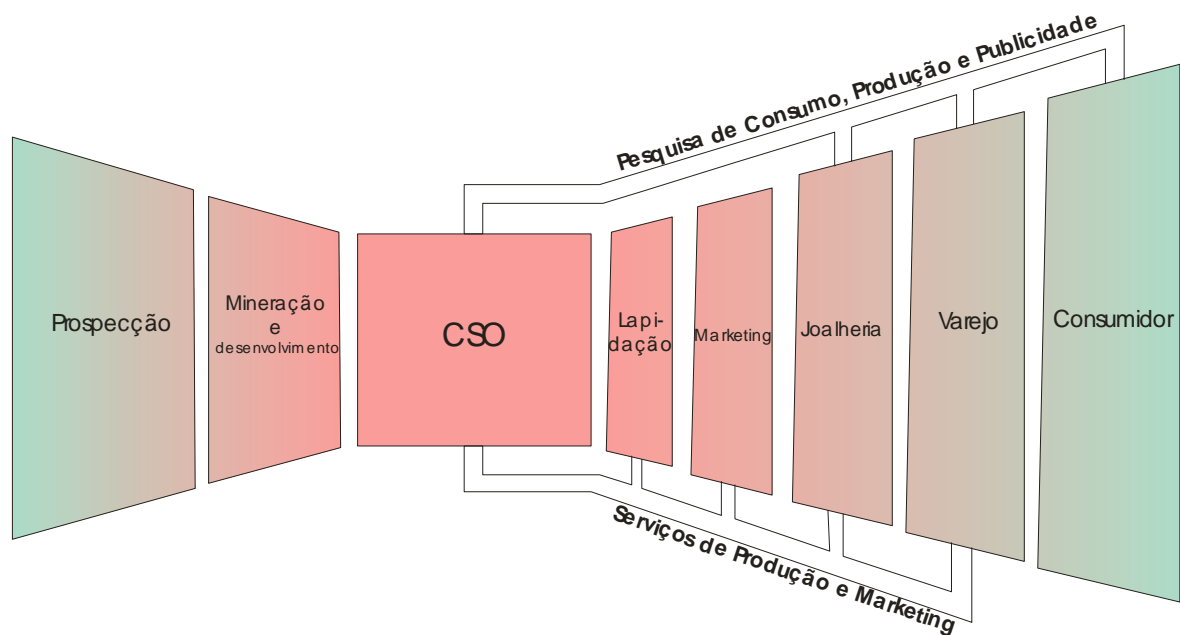 Pesquisa de Consumo, Produção e Publicidade
Prospecção
Mineração
e
desenvolvimento
CSO
Lapi-
dação
Marketing
Joalheria
Varejo
Consumidor
Serviços de Produção e Marketing